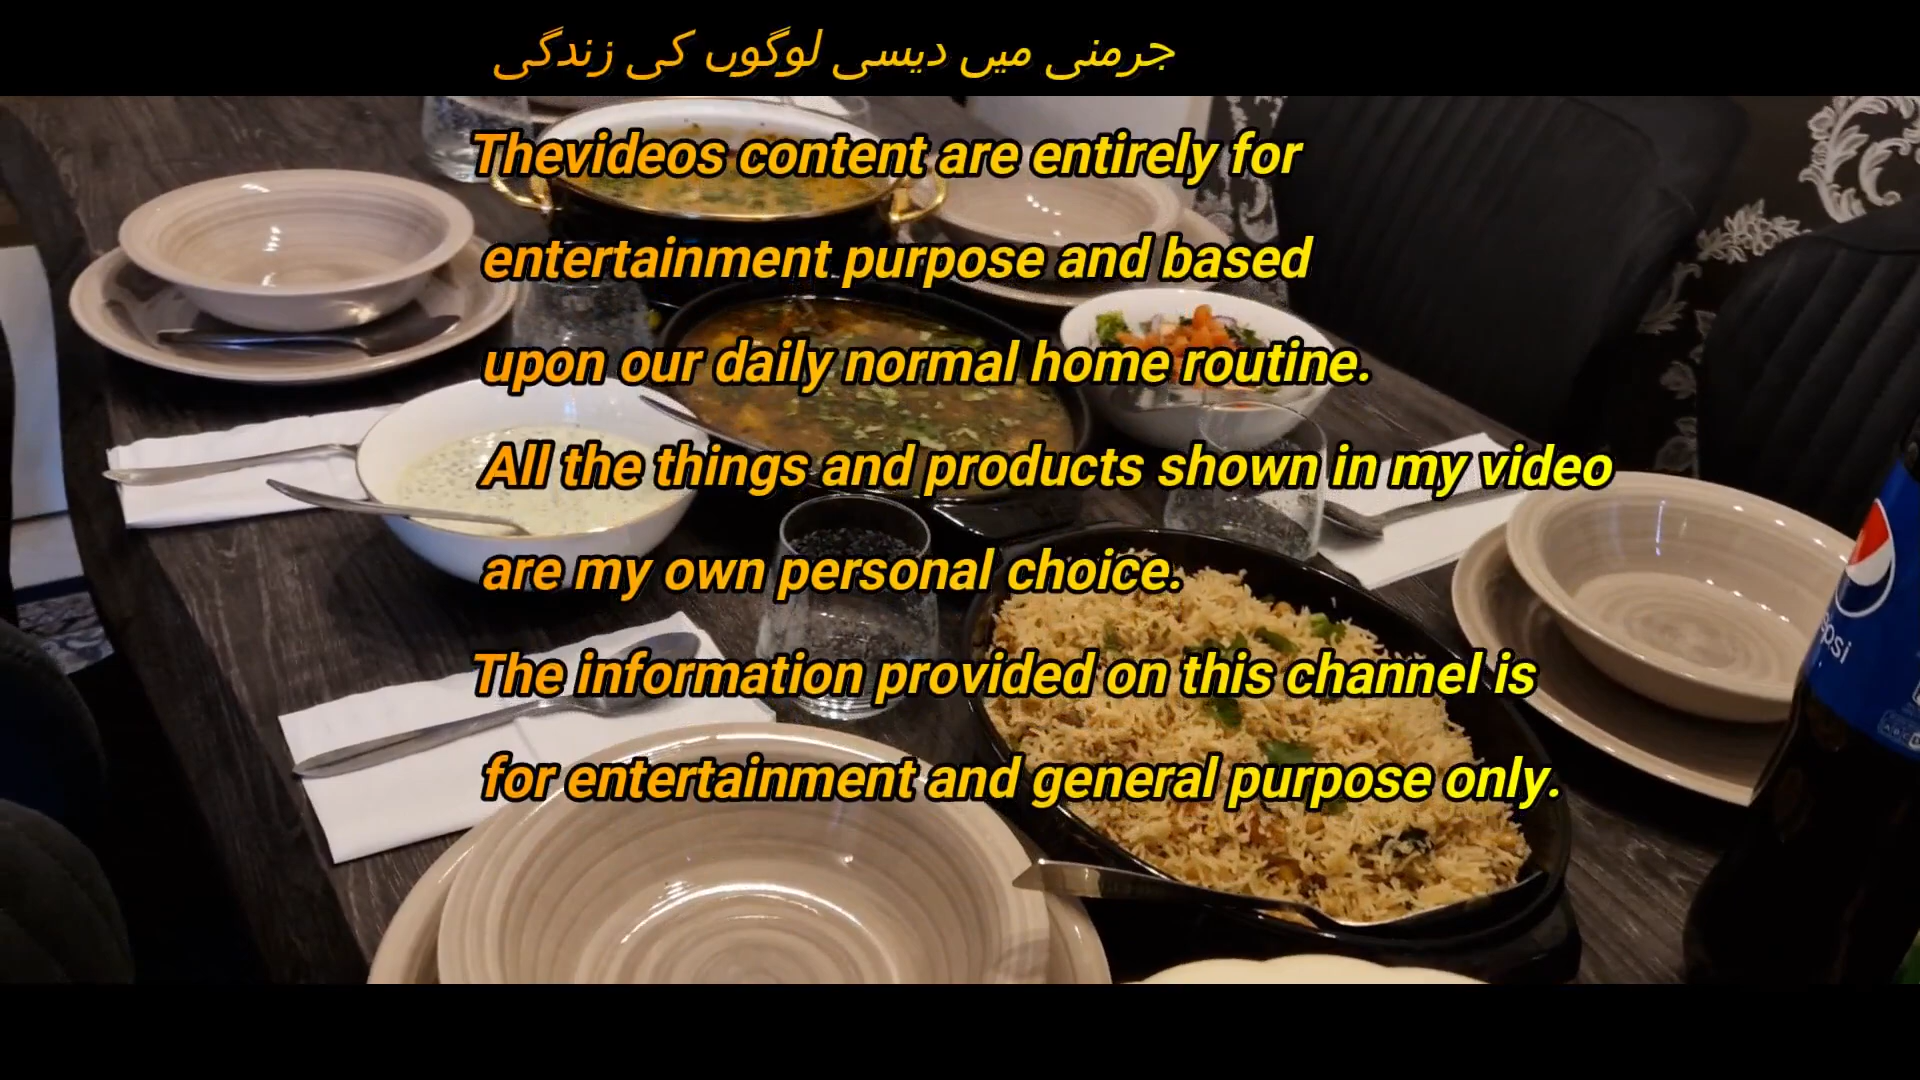 جرمنی میں دیسی لوگوں کی زندگی
Thevideos content are entirely for
entertainment purpose and based
upon our daily normal home routine.
All the things and products shown in my video
are my own personal choice.
The information provided on this channel is
for entertainment and general purpose only.
psi